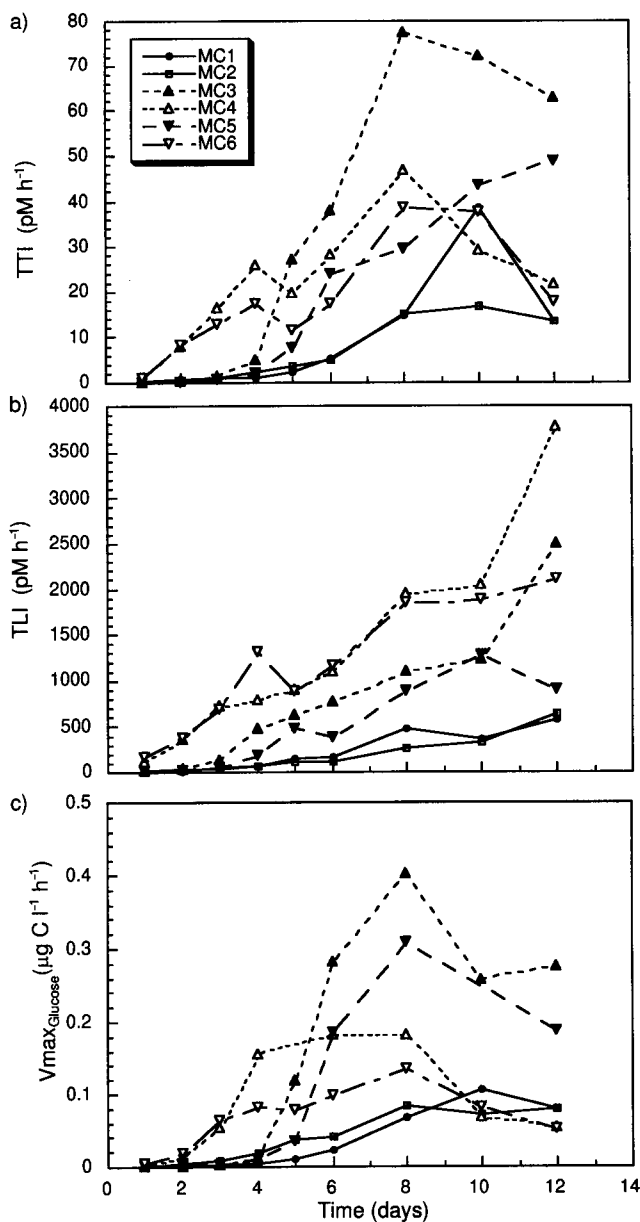 a)
80
70
60
50
40
30
20
10
0
TTI (pM h⁻¹)
MC1
MC2
MC3
MC4
MC5
MC6
b)
4000
3500
3000
2500
2000
1500
1000
500
0
TLI (pM h⁻¹)
c)
0.5
0.4
0.3
0.2
0.1
0
Vmax Glucose (µg C l⁻¹ h⁻¹)
0 2 4 6 8 10 12 14
Time (days)